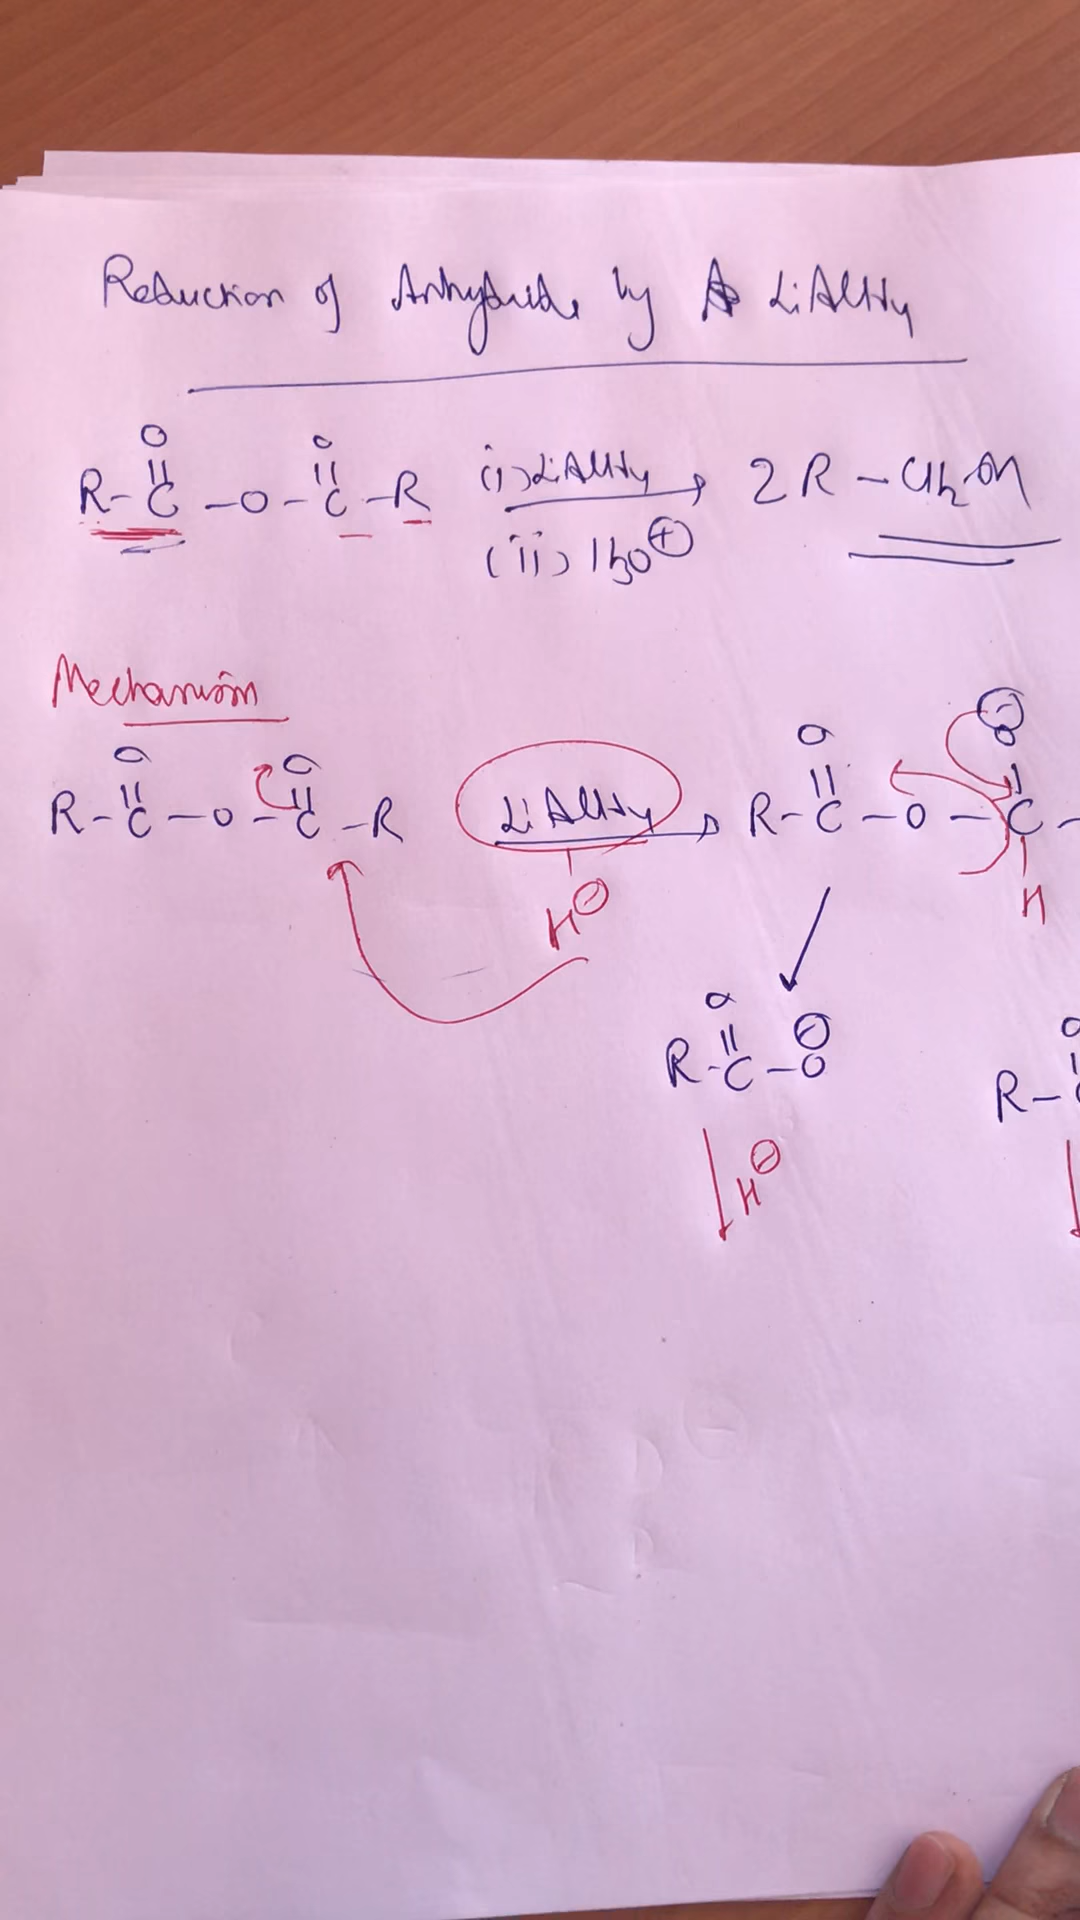 Reduction of Anhydride by LiAlH4
O O
|| ||
R-C-O-C-R (i) LiAlH4 → 2R-CH2OH
(ii) H3O⊕
Mechanism
O O O ⊖O
|| || || |
R-C-O-C-R LiAlH4 → R-C-O-C-
H⊖ H
O ⊖ O
|| |
R-C-O R-C
↓ H⊖ ↓